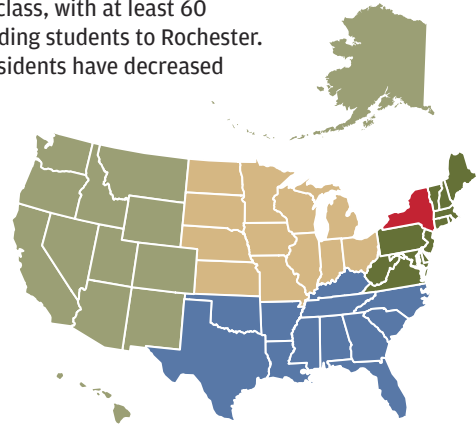 class, with at least 60
ding students to Rochester.
sidents have decreased